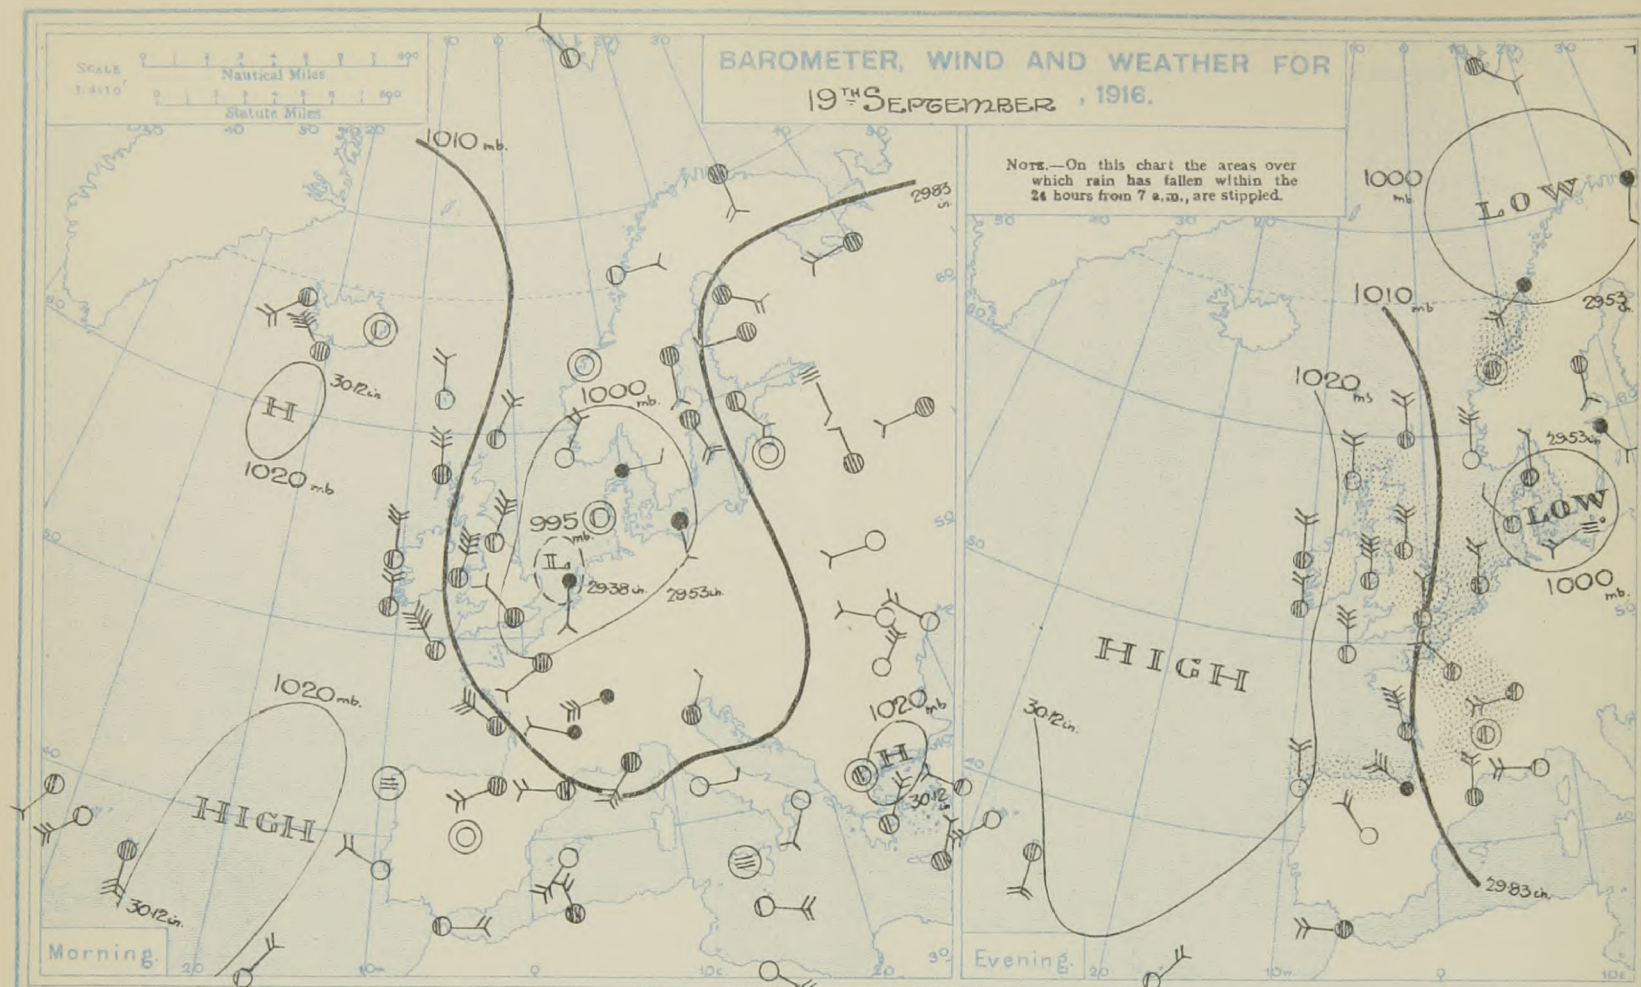 BAROMETER, WIND AND WEATHER FOR
19TH SEPTEMBER, 1916.
SCALE
Nautical Miles
Statute Miles
NOTE.—On this chart the areas over
which rain has fallen within the
24 hours from 7 a.m., are stippled.
1010 mb.
29.83 in.
30.12 in.
H
1020 mb
1000 mb.
995 mb.
L
29.38 in.
29.53 in.
1020 mb.
HIGH
30.12 in.
1020 mb
H
30.12
Morning.
1000 mb.
LOW
29.53 in.
1010 mb
1020 mb
29.53 in.
LOW
1000 mb.
HIGH
30.12 in.
29.83 in.
Evening.